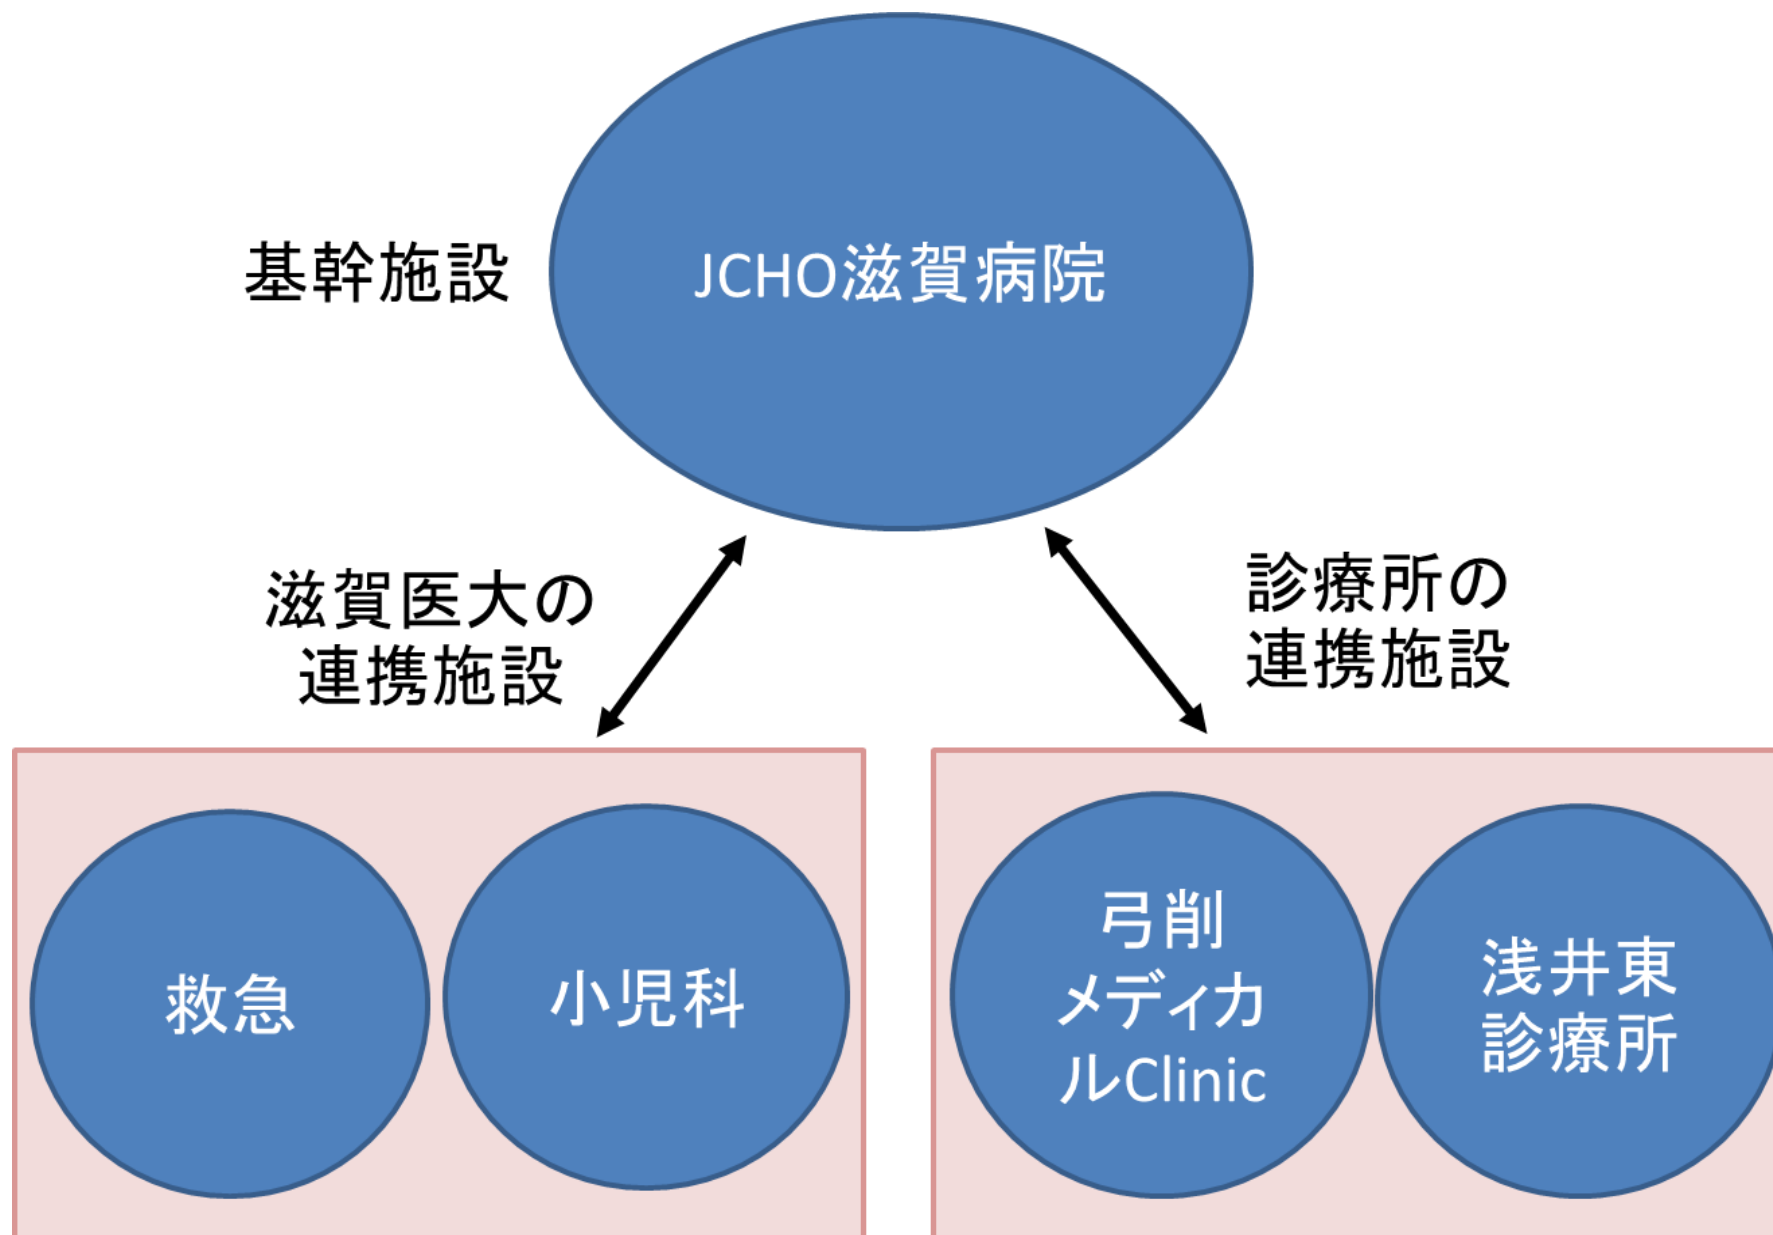 基幹施設
JCHO滋賀病院
滋賀医大の
連携施設
診療所の
連携施設
救急
小児科
弓削
メディカ
ルClinic
浅井東
診療所